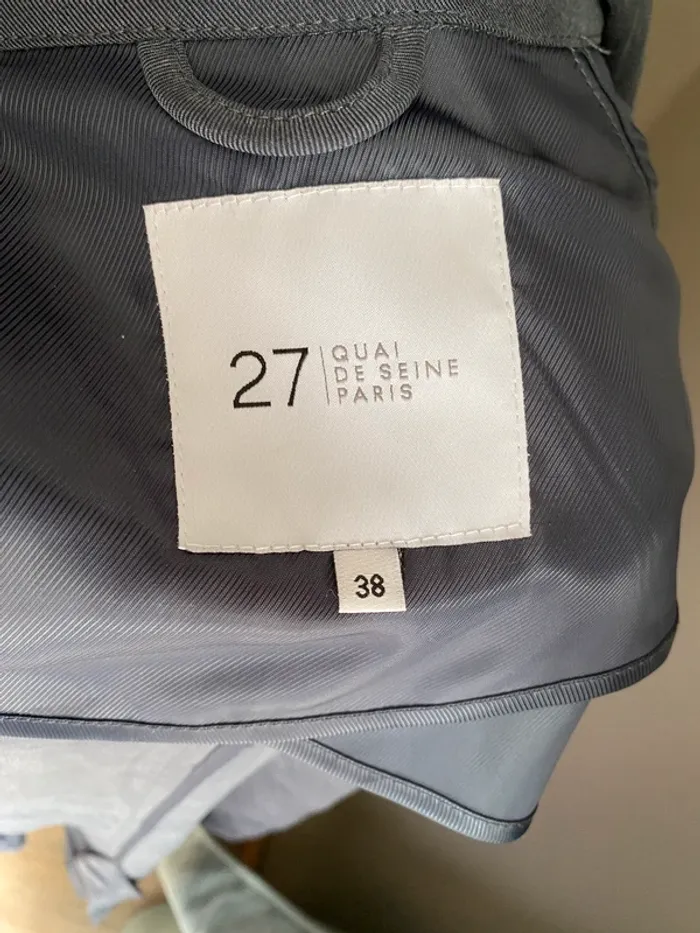 27
QUAI
DE SEINE
PARIS
38